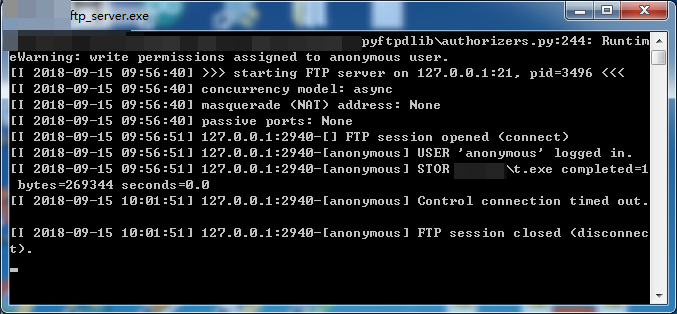 ftp_server.exe
pyftpdlib\authorizers.py:244: Runtim
eWarning: write permissions assigned to anonymous user.
[I 2018-09-15 09:56:40] >>> starting FTP server on 127.0.0.1:21, pid=3496 <<<
[I 2018-09-15 09:56:40] concurrency model: async
[I 2018-09-15 09:56:40] masquerade (NAT) address: None
[I 2018-09-15 09:56:40] passive ports: None
[I 2018-09-15 09:56:51] 127.0.0.1:2940-[] FTP session opened (connect)
[I 2018-09-15 09:56:51] 127.0.0.1:2940-[anonymous] USER 'anonymous' logged in.
[I 2018-09-15 09:56:51] 127.0.0.1:2940-[anonymous] STOR \t.exe completed=1
bytes=269344 seconds=0.0
[I 2018-09-15 10:01:51] 127.0.0.1:2940-[anonymous] Control connection timed out.
[I 2018-09-15 10:01:51] 127.0.0.1:2940-[anonymous] FTP session closed (disconnec
t).